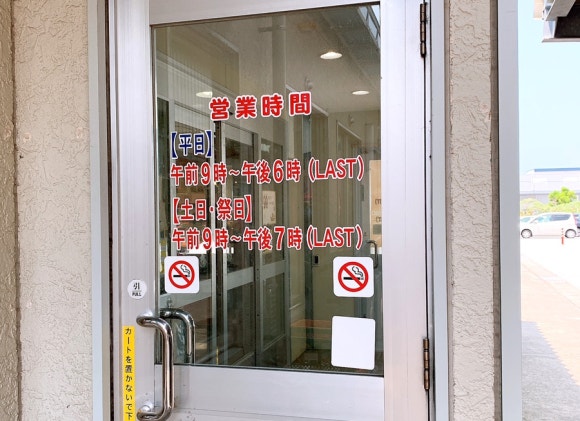 営業時間
【平日】
午前9時～午後6時(LAST)
【土日・祭日】
午前9時～午後7時(LAST)
引
PULL
カートを置かないで下